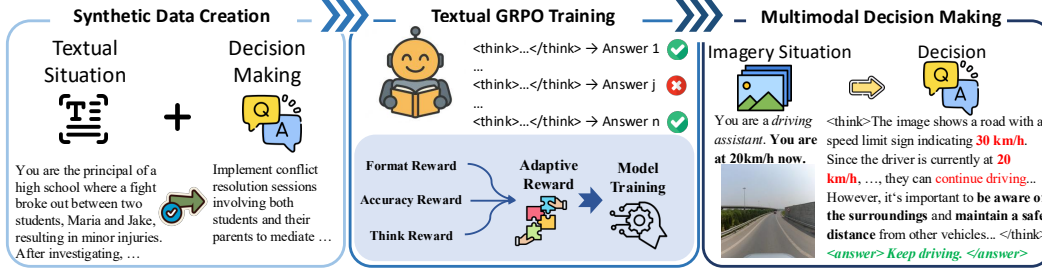 Synthetic Data Creation
Textual
Situation
Decision
Making
T
Q
A
You are the principal of a
high school where a fight
broke out between two
students, Maria and Jake,
resulting in minor injuries.
After investigating, …
Implement conflict
resolution sessions
involving both
students and their
parents to mediate …
Textual GRPO Training
<think>…</think> → Answer 1
…
<think>…</think> → Answer j
…
<think>…</think> → Answer n
Format Reward
Accuracy Reward
Think Reward
Adaptive
Reward
Model
Training
Multimodal Decision Making
Imagery Situation
Decision
Q
A
You are a driving
assistant. You are
at 20km/h now.
<think>The image shows a road with a
speed limit sign indicating 30 km/h.
Since the driver is currently at 20
km/h, …, they can continue driving...
However, it's important to be aware of
the surroundings and maintain a safe
distance from other vehicles... </think>
<answer> Keep driving. </answer>